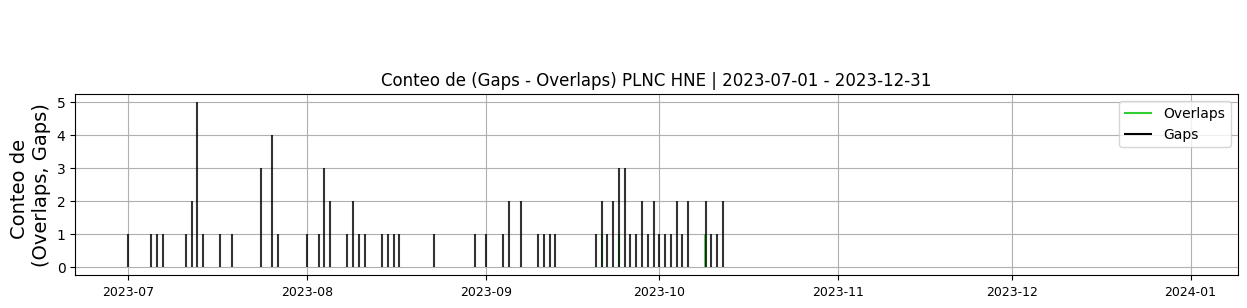 Conteo de (Gaps - Overlaps) PLNC HNE | 2023-07-01 - 2023-12-31
Conteo de
(Overlaps, Gaps)
5
4
3
2
1
0
Overlaps
Gaps
2023-07
2023-08
2023-09
2023-10
2023-11
2023-12
2024-01